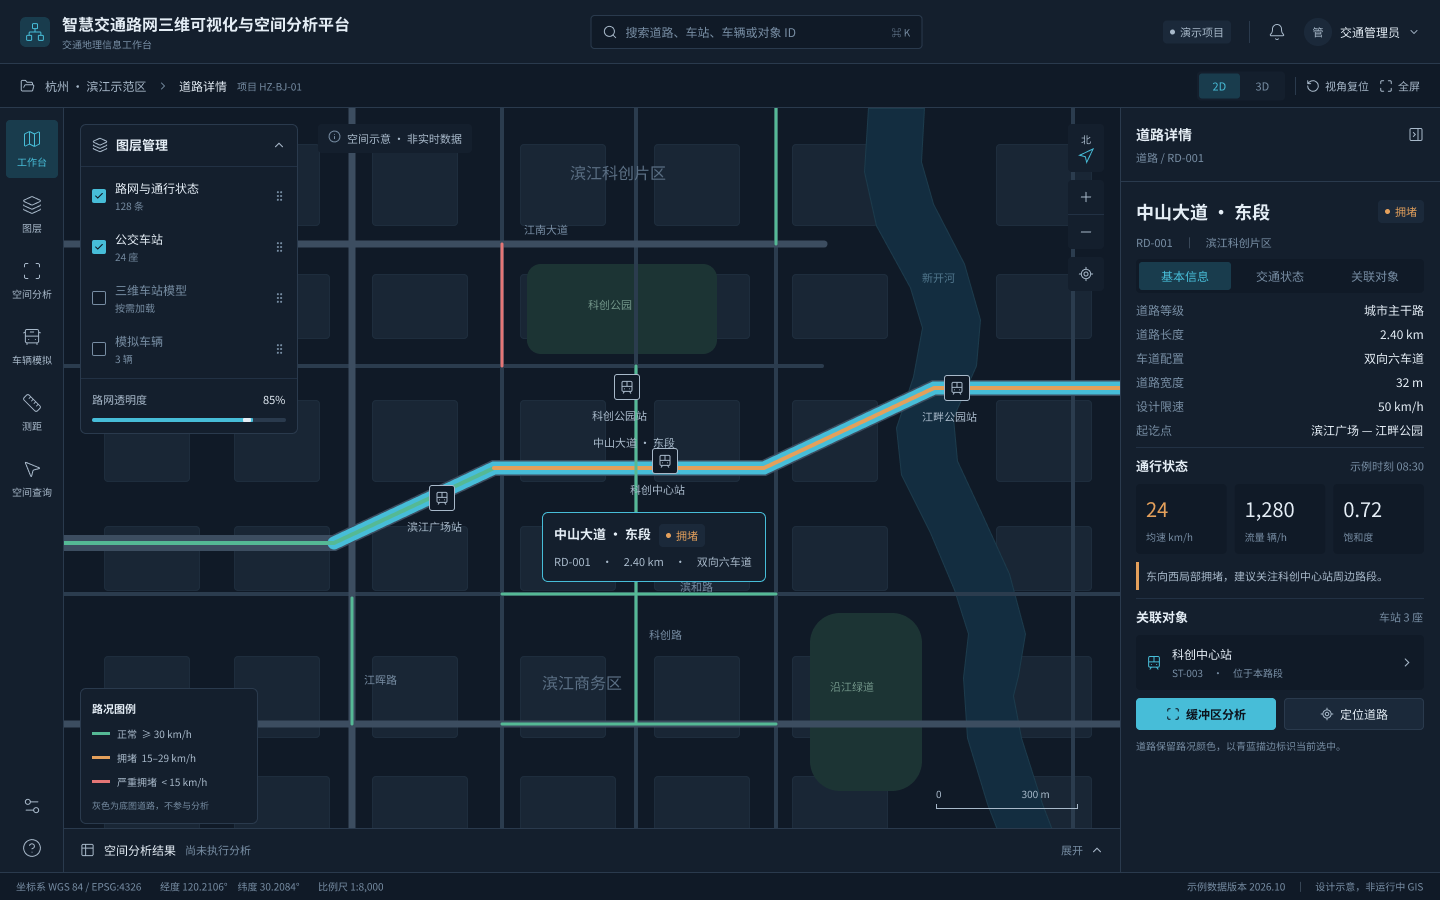 智慧交通路网三维可视化与空间分析平台
交通地理信息工作台
搜索道路、车站、车辆或对象 ID
⌘ K
演示项目
管
交通管理员
杭州 · 滨江示范区
道路详情
项目 HZ-BJ-01
2D
3D
视角复位
全屏
工作台
图层
空间分析
车辆模拟
测距
空间查询
图层管理
路网与通行状态
128 条
公交车站
24 座
三维车站模型
按需加载
模拟车辆
3 辆
路网透明度
85%
空间示意 · 非实时数据
滨江科创片区
江南大道
科创公园
新开河
北
科创公园站
江畔公园站
中山大道 · 东段
科创中心站
滨江广场站
中山大道 · 东段
拥堵
RD-001 · 2.40 km · 双向六车道
滨和路
科创路
江晖路
滨江商务区
沿江绿道
路况图例
正常 ≥ 30 km/h
拥堵 15–29 km/h
严重拥堵 < 15 km/h
灰色为底图道路，不参与分析
0
300 m
空间分析结果
尚未执行分析
展开
道路详情
道路 / RD-001
中山大道 · 东段
拥堵
RD-001
滨江科创片区
基本信息
交通状态
关联对象
道路等级
城市主干路
道路长度
2.40 km
车道配置
双向六车道
道路宽度
32 m
设计限速
50 km/h
起讫点
滨江广场 — 江畔公园
通行状态
示例时刻 08:30
24
均速 km/h
1,280
流量 辆/h
0.72
饱和度
东向西局部拥堵，建议关注科创中心站周边路段。
关联对象
车站 3 座
科创中心站
ST-003 · 位于本路段
缓冲区分析
定位道路
道路保留路况颜色，以青蓝描边标识当前选中。
坐标系 WGS 84 / EPSG:4326
经度 120.2106° 纬度 30.2084°
比例尺 1:8,000
示例数据版本 2026.10
设计示意，非运行中 GIS